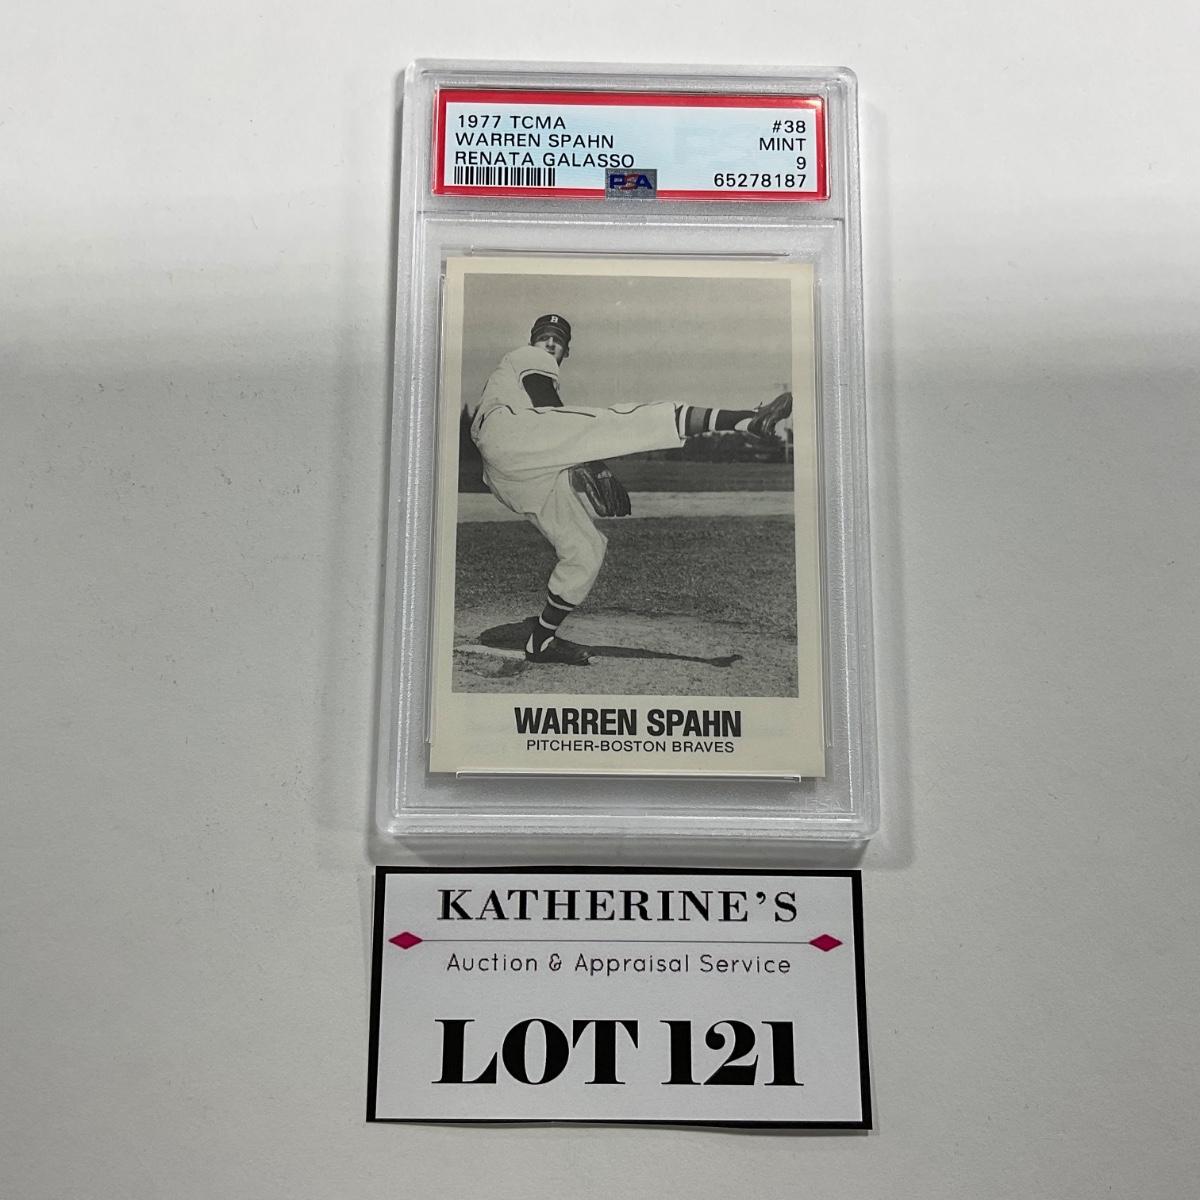 1977 TCMA #38
WARREN SPAHN MINT
RENATA GALASSO 9
PSA 65278187
B
WARREN SPAHN
PITCHER-BOSTON BRAVES
PSA
KATHERINE'S
Auction & Appraisal Service
LOT 121